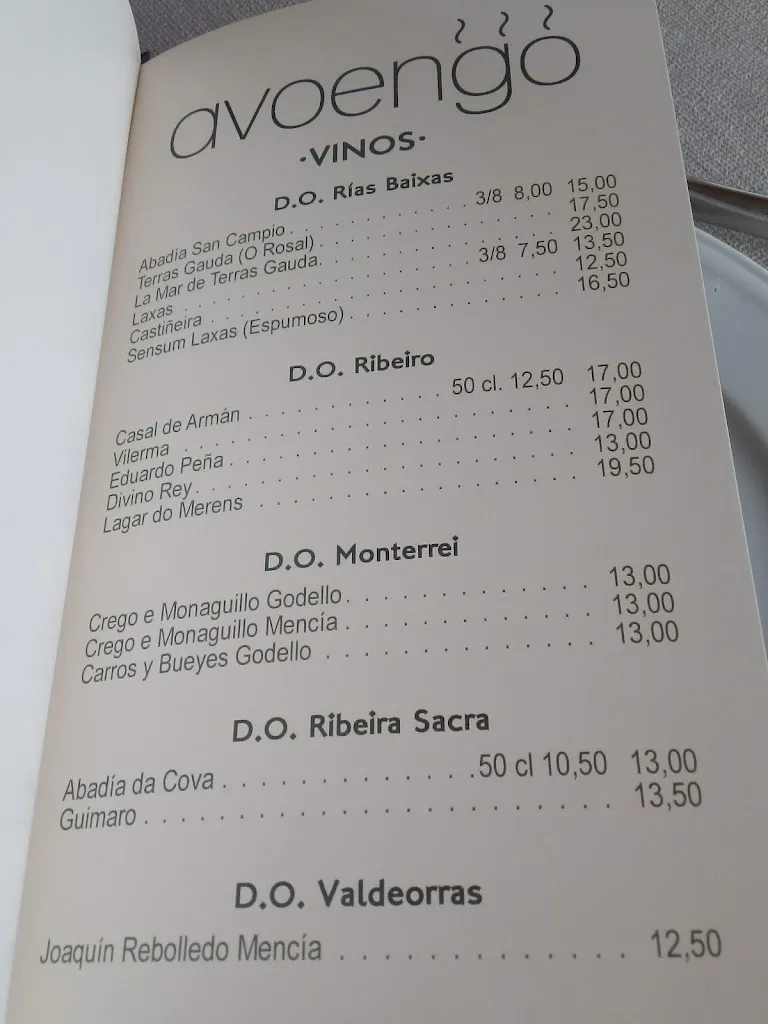 avoengo
·VINOS·
D.O. Rías Baixas
Abadía San Campio . . . . . . . . . . . 3/8 8,00 15,00
Terras Gauda (O Rosal) . . . . . . . . . . . . . 17,50
La Mar de Terras Gauda. . . . . . . . . . . . . 23,00
Laxas . . . . . . . . . . . . . . . . . 3/8 7,50 13,50
Castiñeira . . . . . . . . . . . . . . . . . . . 12,50
Sensum Laxas (Espumoso) . . . . . . . . . . . . 16,50
D.O. Ribeiro
Casal de Armán . . . . . . . . . . . 50 cl. 12,50 17,00
Vilerma . . . . . . . . . . . . . . . . . . . . 17,00
Eduardo Peña . . . . . . . . . . . . . . . . . . 17,00
Divino Rey . . . . . . . . . . . . . . . . . . . 13,00
Lagar do Merens . . . . . . . . . . . . . . . . 19,50
D.O. Monterrei
Crego e Monaguillo Godello . . . . . . . . . . . 13,00
Crego e Monaguillo Mencía . . . . . . . . . . . 13,00
Carros y Bueyes Godello . . . . . . . . . . . . 13,00
D.O. Ribeira Sacra
Abadía da Cova . . . . . . . . . . . . . .50 cl 10,50 13,00
Guimaro . . . . . . . . . . . . . . . . . . . . 13,50
D.O. Valdeorras
Joaquín Rebolledo Mencía . . . . . . . . . . . . . 12,50